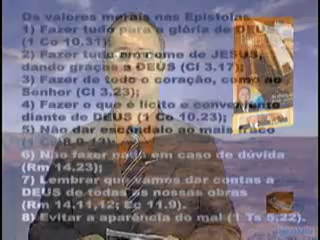 Os valores morais nas Epístolas
1) Fazer tudo para a glória de DEUS
(1 Co 10.31);
2) Fazer tudo em nome de JESUS,
dando graças a DEUS (Cl 3.17);
3) Fazer de todo o coração, como ao
Senhor (Cl 3.23);
4) Fazer o que é lícito e conveniente
diante de DEUS (1 Co 10.23);
5) Não dar escândalo ao mais fraco
(1 Co 8.9-13);
6) Não fazer nada em caso de dúvida
(Rm 14.23);
7) Lembrar que vamos dar contas a
DEUS de todas as nossas obras
(Rm 14.11,12; Ec 11.9).
8) Evitar a aparência do mal (1 Ts 5.22).